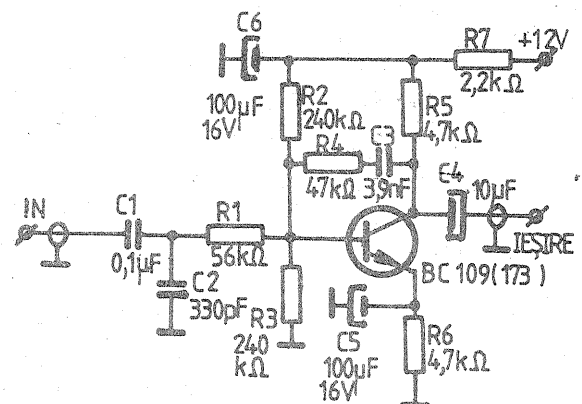 C6
100µF
16V
R7
+12V
2,2kΩ
R2
240kΩ
R5
4,7kΩ
R4
47kΩ
C3
3,9nF
C4
10µF
IN
C1
0,1µF
R1
56kΩ
IEȘIRE
C2
330pF
BC 109(173)
R3
240
kΩ
C5
100µF
16V
R6
4,7kΩ